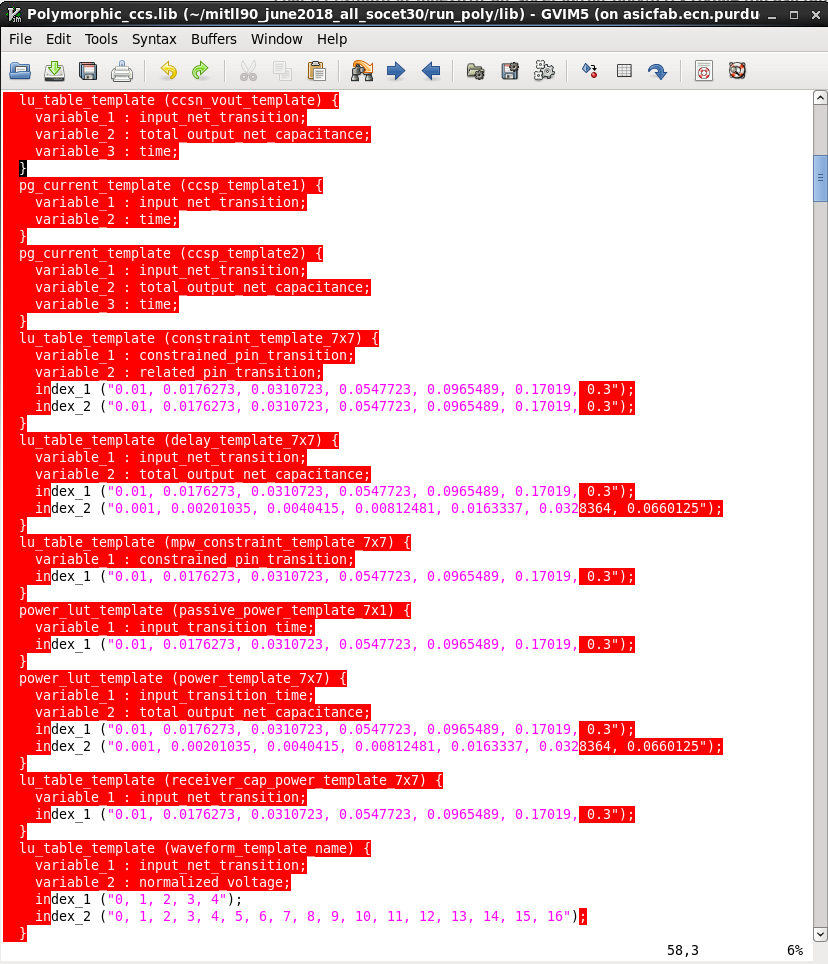 Polymorphic_ccs.lib (~/mitll90_june2018_all_socet30/run_poly/lib) - GVIM5 (on asicfab.ecn.purdu
File Edit Tools Syntax Buffers Window Help
lu_table_template (ccsn_vout_template) {
variable_1 : input_net_transition;
variable_2 : total_output_net_capacitance;
variable_3 : time;
}
pg_current_template (ccsp_template1) {
variable_1 : input_net_transition;
variable_2 : time;
}
pg_current_template (ccsp_template2) {
variable_1 : input_net_transition;
variable_2 : total_output_net_capacitance;
variable_3 : time;
}
lu_table_template (constraint_template_7x7) {
variable_1 : constrained_pin_transition;
variable_2 : related_pin_transition;
index_1 ("0.01, 0.0176273, 0.0310723, 0.0547723, 0.0965489, 0.17019, 0.3");
index_2 ("0.01, 0.0176273, 0.0310723, 0.0547723, 0.0965489, 0.17019, 0.3");
}
lu_table_template (delay_template_7x7) {
variable_1 : input_net_transition;
variable_2 : total_output_net_capacitance;
index_1 ("0.01, 0.0176273, 0.0310723, 0.0547723, 0.0965489, 0.17019, 0.3");
index_2 ("0.001, 0.00201035, 0.0040415, 0.00812481, 0.0163337, 0.0328364, 0.0660125");
}
lu_table_template (mpw_constraint_template_7x7) {
variable_1 : constrained_pin_transition;
index_1 ("0.01, 0.0176273, 0.0310723, 0.0547723, 0.0965489, 0.17019, 0.3");
}
power_lut_template (passive_power_template_7x1) {
variable_1 : input_transition_time;
index_1 ("0.01, 0.0176273, 0.0310723, 0.0547723, 0.0965489, 0.17019, 0.3");
}
power_lut_template (power_template_7x7) {
variable_1 : input_transition_time;
variable_2 : total_output_net_capacitance;
index_1 ("0.01, 0.0176273, 0.0310723, 0.0547723, 0.0965489, 0.17019, 0.3");
index_2 ("0.001, 0.00201035, 0.0040415, 0.00812481, 0.0163337, 0.0328364, 0.0660125");
}
lu_table_template (receiver_cap_power_template_7x7) {
variable_1 : input_net_transition;
index_1 ("0.01, 0.0176273, 0.0310723, 0.0547723, 0.0965489, 0.17019, 0.3");
}
lu_table_template (waveform_template_name) {
variable_1 : input_net_transition;
variable_2 : normalized_voltage;
index_1 ("0, 1, 2, 3, 4");
index_2 ("0, 1, 2, 3, 4, 5, 6, 7, 8, 9, 10, 11, 12, 13, 14, 15, 16");
}
58,3 6%